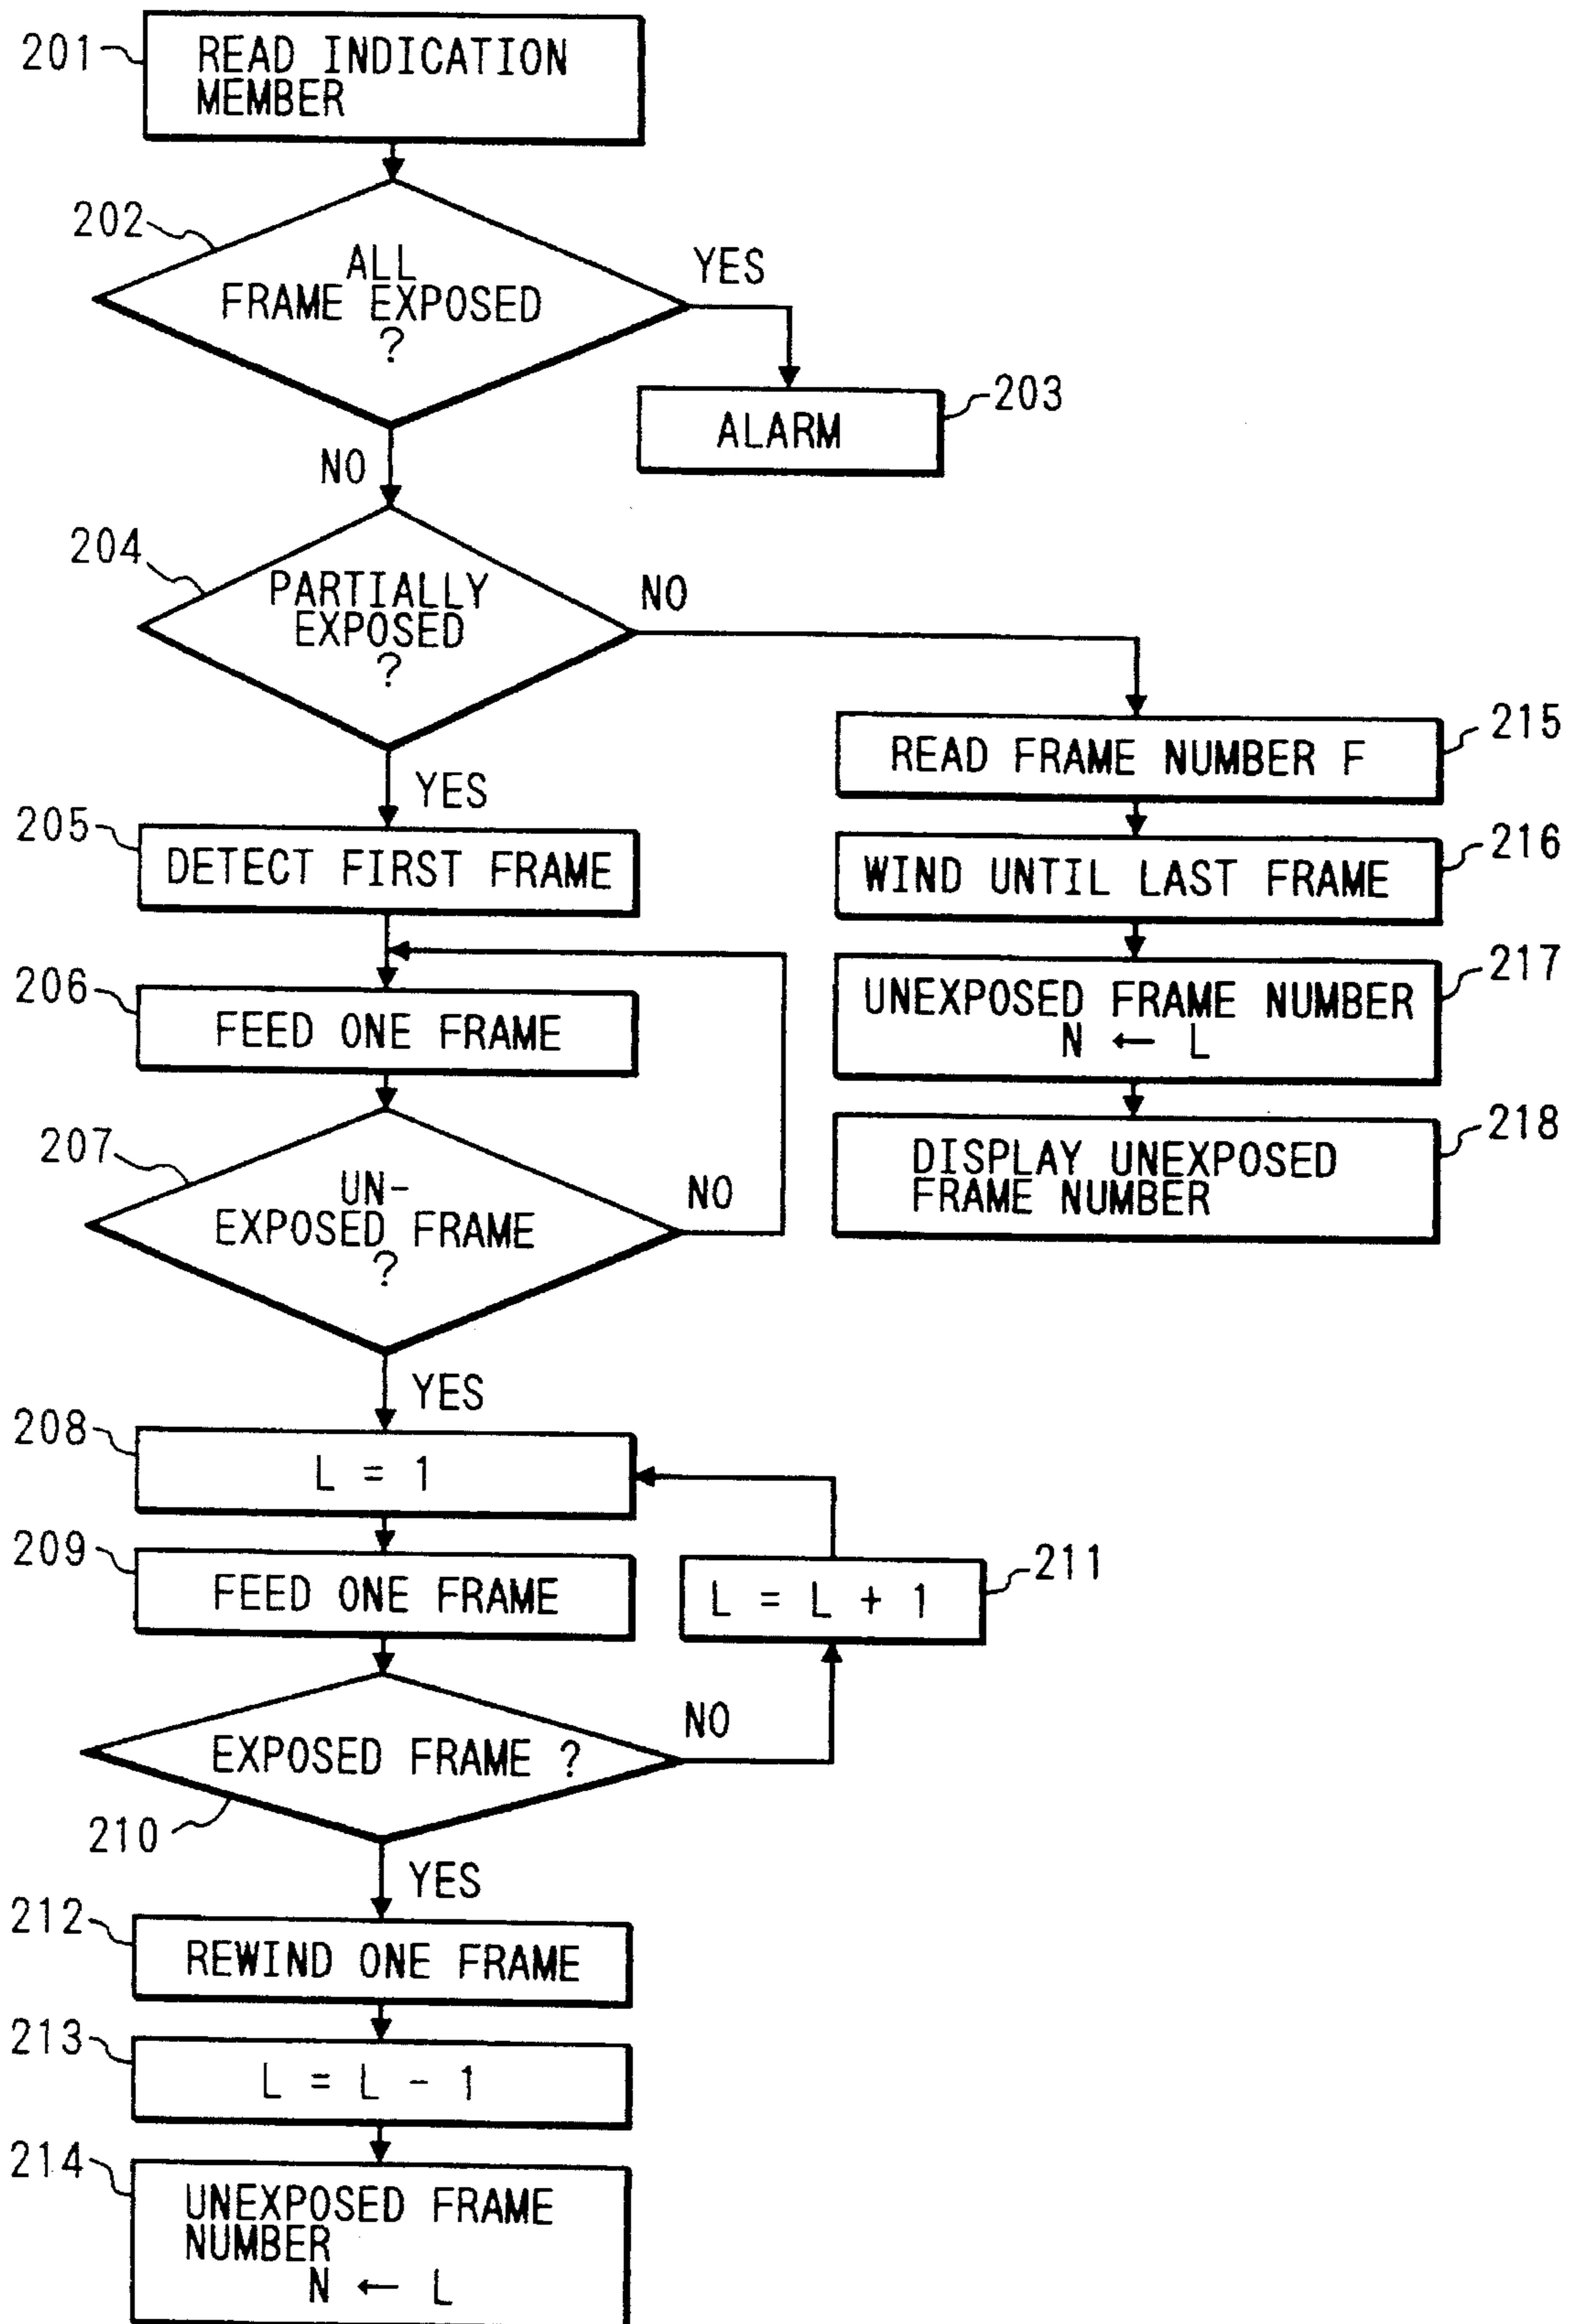 201
READ INDICATION
MEMBER
202
ALL
FRAME EXPOSED
?
YES
ALARM
203
NO
204
PARTIALLY
EXPOSED
?
NO
YES
205
DETECT FIRST FRAME
206
FEED ONE FRAME
207
UN-
EXPOSED FRAME
?
NO
YES
208
L = 1
209
FEED ONE FRAME
L = L + 1
211
EXPOSED FRAME ?
NO
210
YES
212
REWIND ONE FRAME
213
L = L - 1
214
UNEXPOSED FRAME
NUMBER
N ← L
READ FRAME NUMBER F
215
WIND UNTIL LAST FRAME
216
UNEXPOSED FRAME NUMBER
N ← L
217
DISPLAY UNEXPOSED
FRAME NUMBER
218